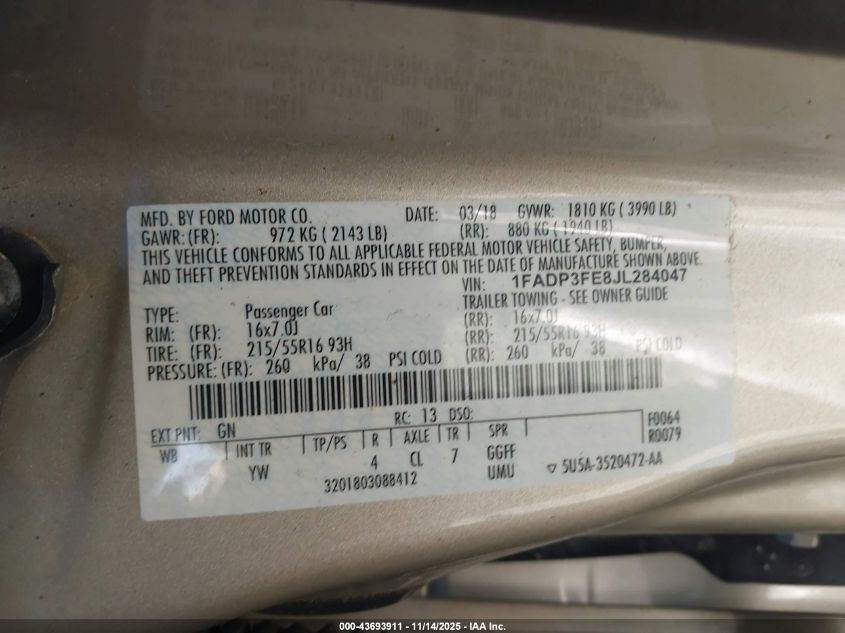 MFD. BY FORD MOTOR CO. DATE: 03/18 GVWR: 1810 KG ( 3990 LB)
GAWR: (FR): 972 KG ( 2143 LB) (RR): 880 KG ( 1940 LB)
THIS VEHICLE CONFORMS TO ALL APPLICABLE FEDERAL MOTOR VEHICLE SAFETY, BUMPER,
AND THEFT PREVENTION STANDARDS IN EFFECT ON THE DATE OF MANUFACTURE SHOWN ABOVE.
VIN: 1FADP3FE8JL284047
TYPE: Passenger Car TRAILER TOWING - SEE OWNER GUIDE
RIM: (FR): 16x7.0J (RR): 16x7.0J
TIRE: (FR): 215/55R16 93H (RR): 215/55R16 93H
PRESSURE: (FR): 260 kPa/ 38 PSI COLD (RR): 260 kPa/ 38 PSI COLD
EXT PNT: GN RC: 13 DSO: F0064
WB INT TR TP/PS R AXLE TR SPR R0079
YW 4 CL 7 GGFF
3201803088412 UMU 5U5A-3520472-AA
000-43693911 - 11/14/2025 - IAA Inc.